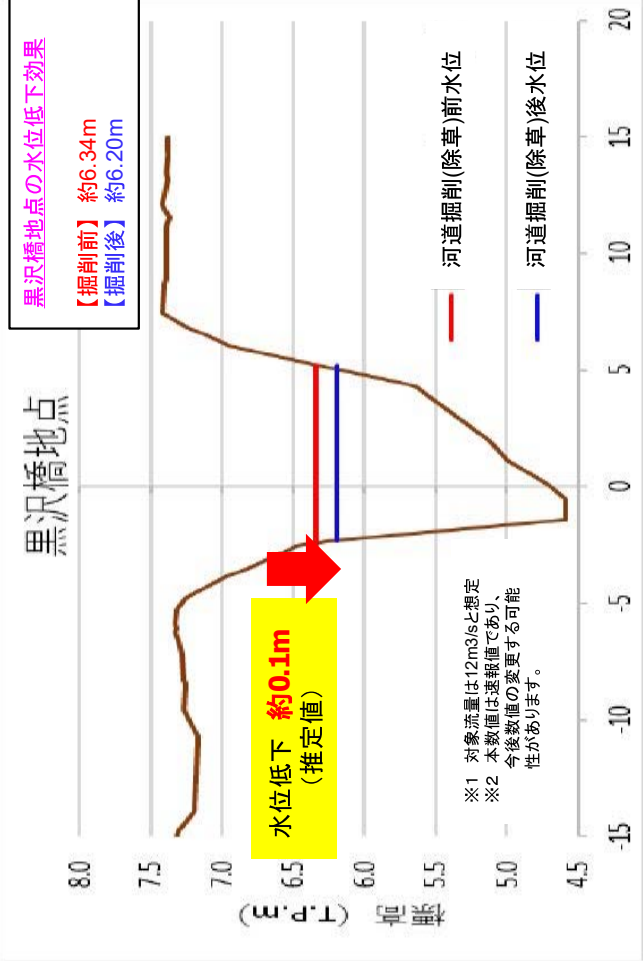 黒沢橋地点
黒沢橋地点の水位低下効果
【掘削前】 約6.34m
【掘削後】 約6.20m
標高 (T.P.m)
8.0
7.5
7.0
6.5
6.0
5.5
5.0
4.5
水位低下 約0.1m
(推定値)
河道掘削(除草)前水位
河道掘削(除草)後水位
※1 対象流量は12m3/sと想定
※2 本数値は速報値であり、
今後数値の変更する可能
性があります。
-15
-10
-5
0
5
10
15
20